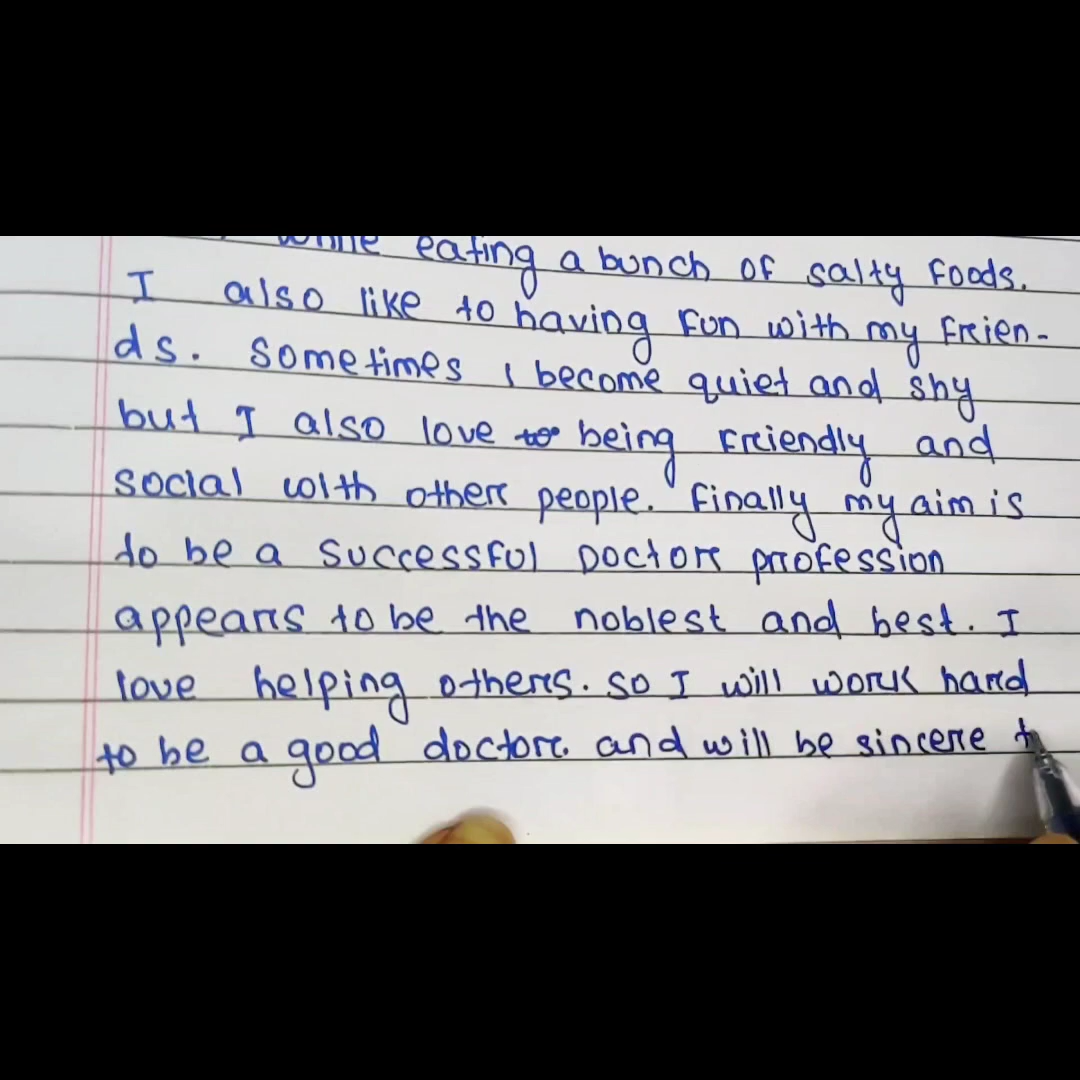 while eating a bunch of salty foods.
I also like to having fun with my frien-
ds. Sometimes I become quiet and shy
but I also love to being friendly and
social with other people. Finally my aim is
to be a successful Doctor profession
appears to be the noblest and best. I
love helping others. so I will work hard
to be a good doctor. and will be sincere t